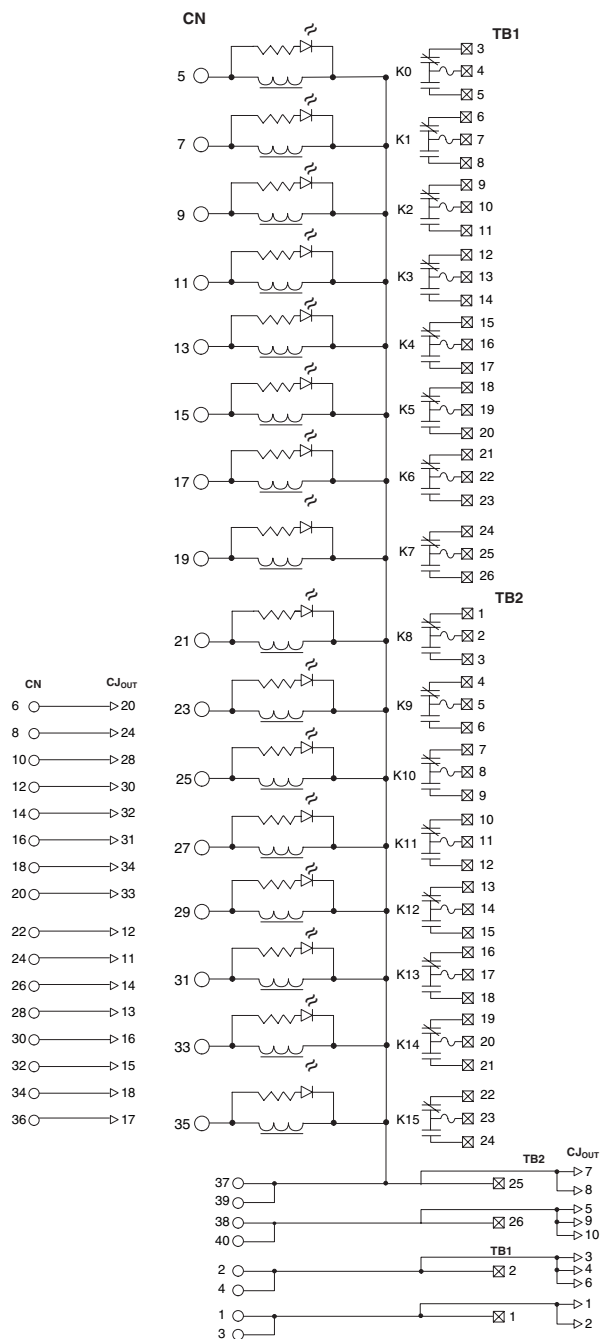 CN
TB1
5 K0 3
4
5
7 K1 6
7
8
9 K2 9
10
11
11 K3 12
13
14
13 K4 15
16
17
15 K5 18
19
20
17 K6 21
22
23
19 K7 24
25
26
TB2
21 K8 1
2
3
23 K9 4
5
6
25 K10 7
8
9
27 K11 10
11
12
29 K12 13
14
15
31 K13 16
17
18
33 K14 19
20
21
35 K15 22
23
24
CN CJOUT
6 20
8 24
10 28
12 30
14 32
16 31
18 34
20 33
22 12
24 11
26 14
28 13
30 16
32 15
34 18
36 17
TB2 CJOUT
37 25 7
39 8
38 26 5
40 9
10
TB1
2 2 3
4 4
6
1 1 1
3 2